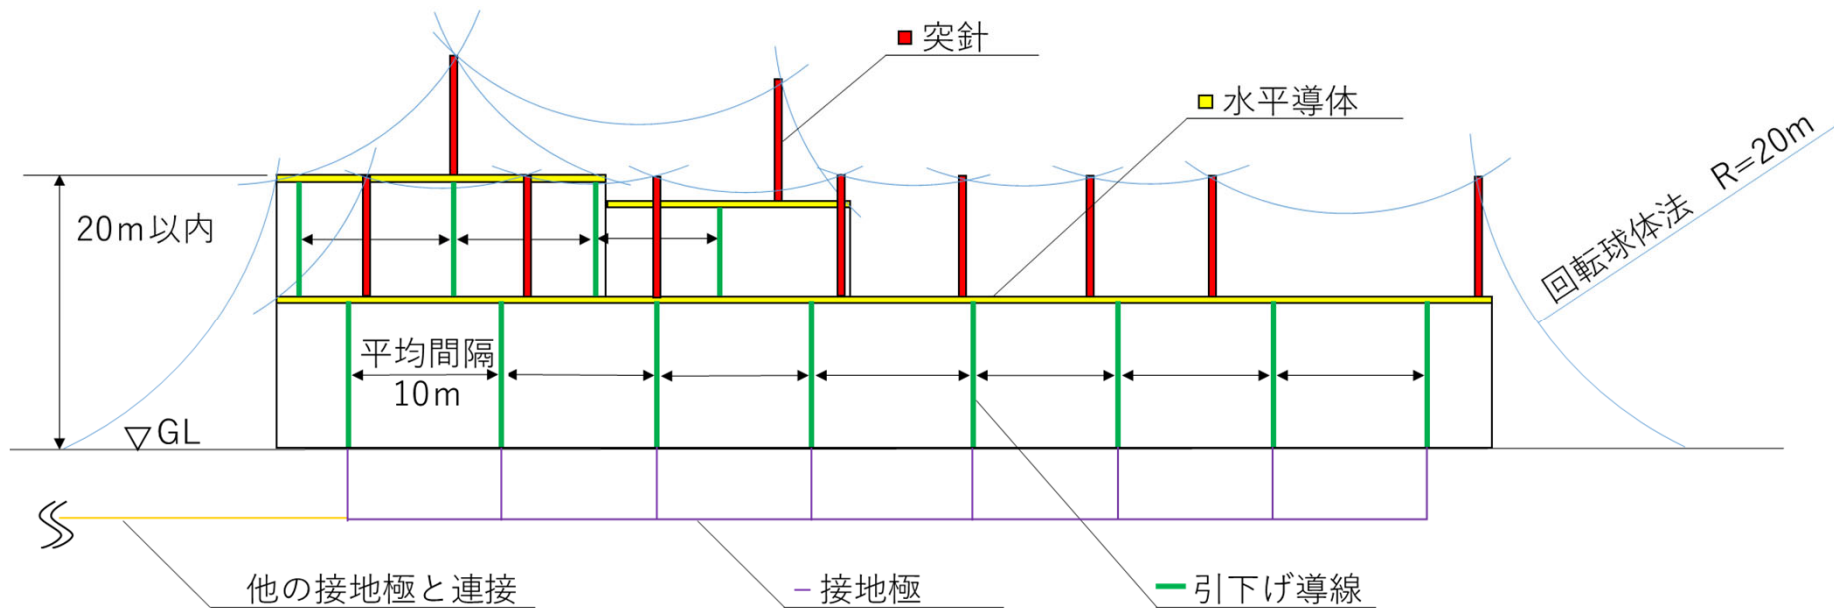 突針
水平導体
回転球体法 R=20m
20m以内
平均間隔
10m
GL
他の接地極と連接
接地極
引下げ導線